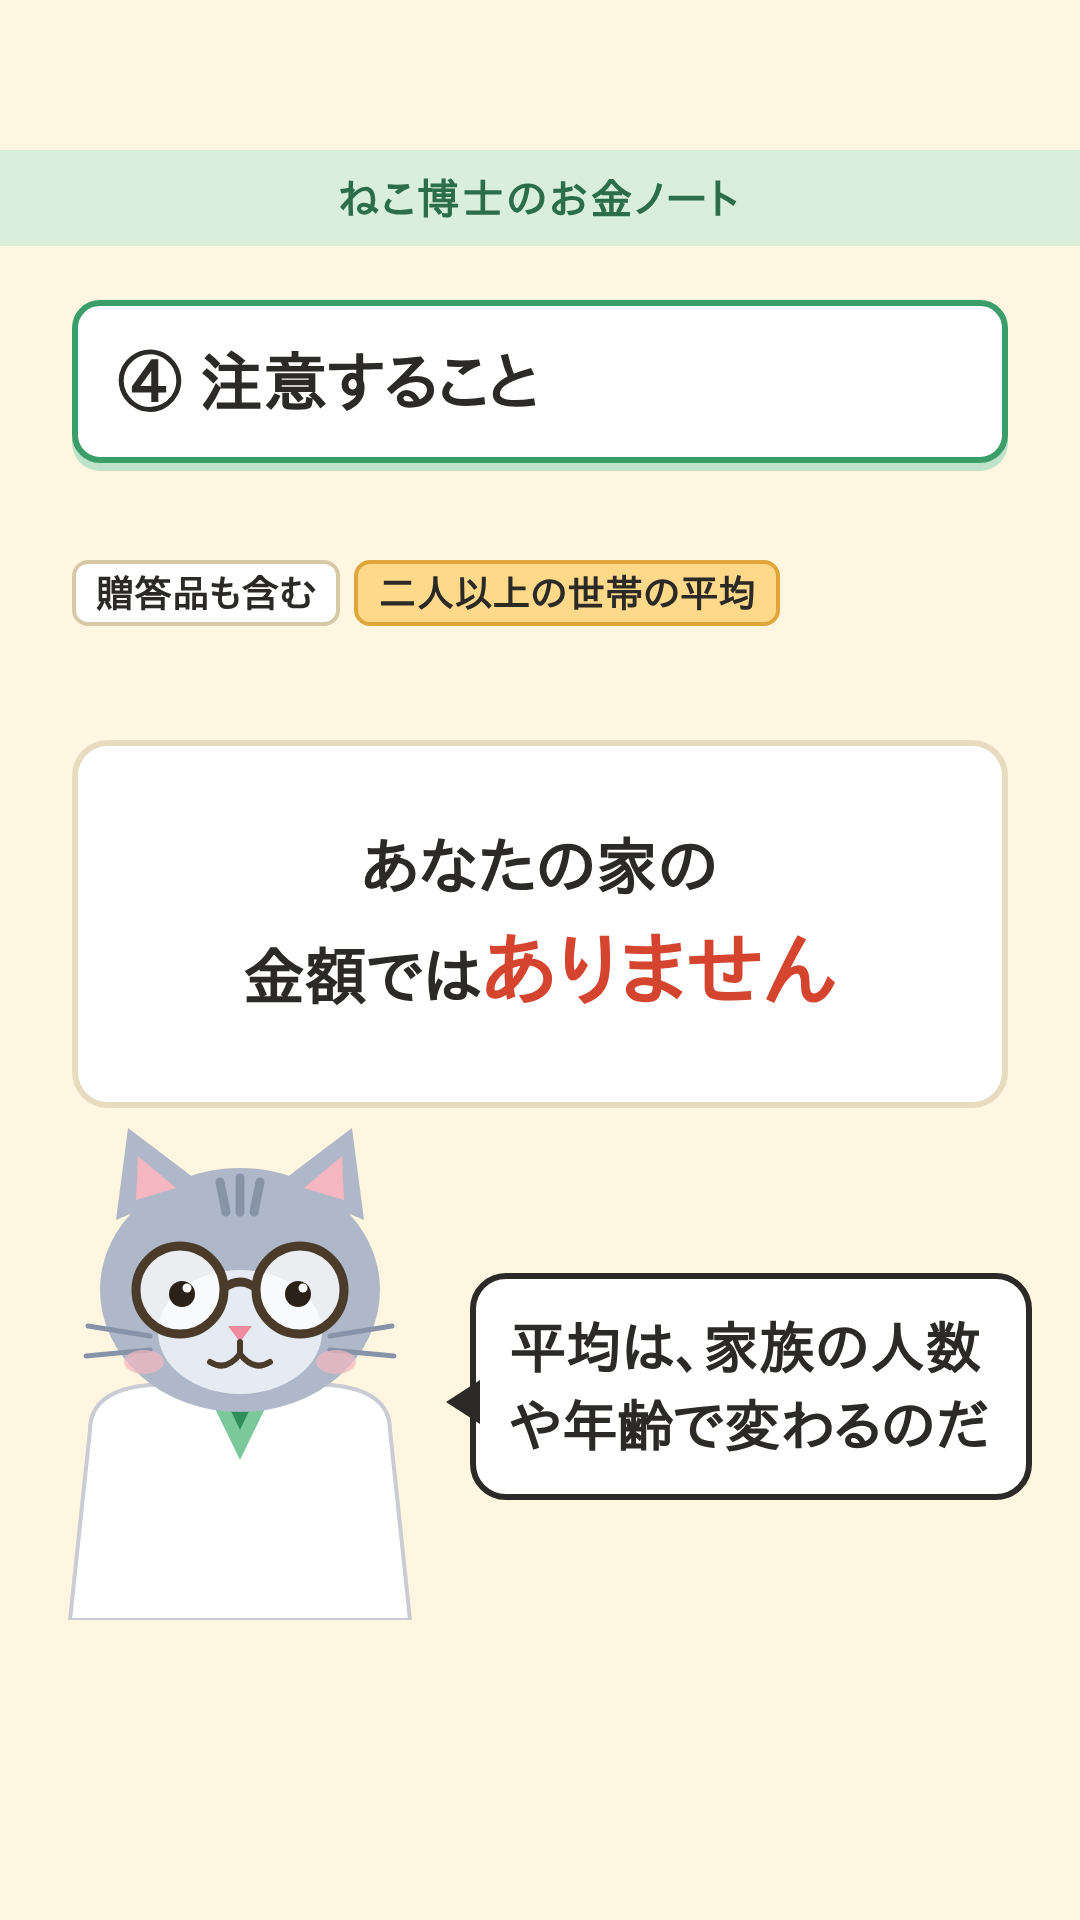 ねこ博士のお金ノート
④ 注意すること
贈答品も含む
二人以上の世帯の平均
あなたの家の
金額ではありません
平均は、家族の人数
や年齢で変わるのだ